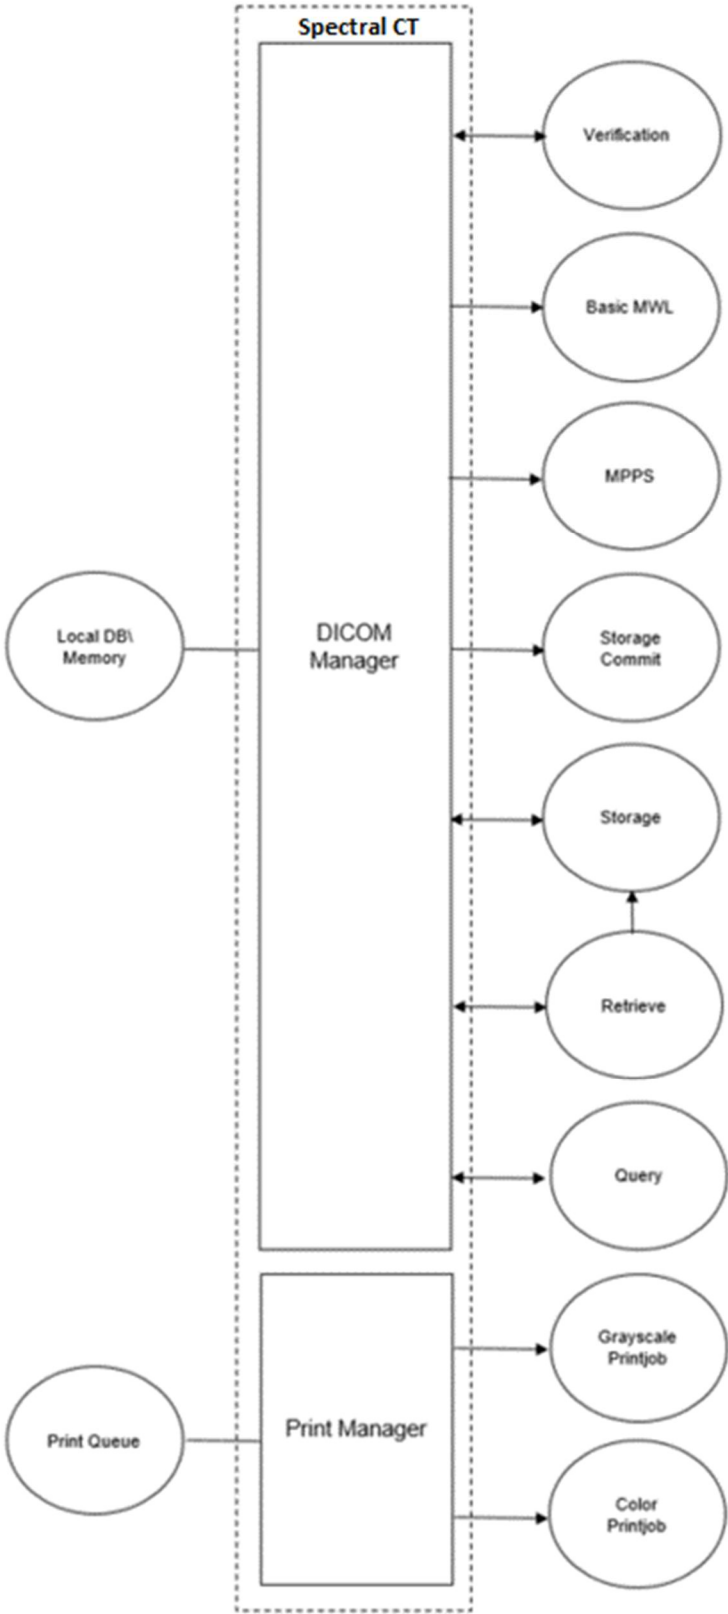 Spectral CT
Verification
Basic MWL
MPPS
Local DB\
Memory
DICOM
Manager
Storage
Commit
Storage
Retrieve
Query
Grayscale
Printjob
Print Queue
Print Manager
Color
Printjob